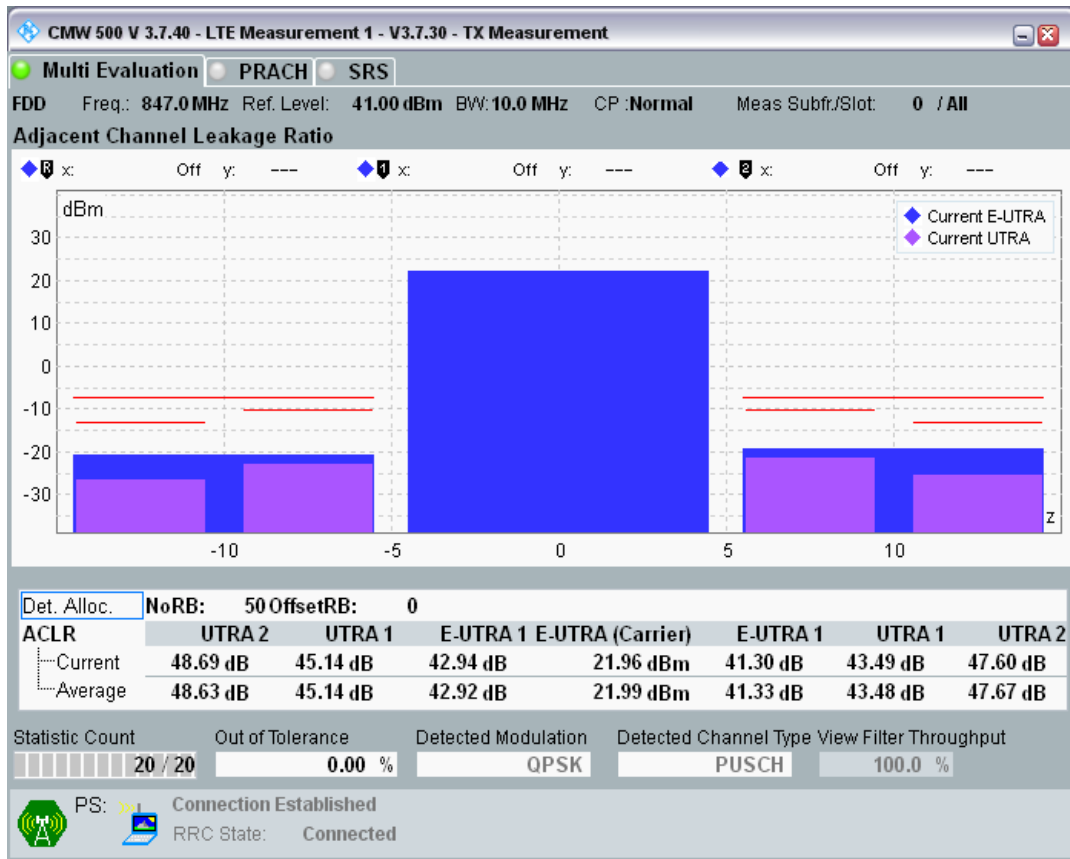 CMW 500 V 3.7.40 - LTE Measurement 1 - V3.7.30 - TX Measurement
Multi Evaluation PRACH SRS
FDD Freq.: 847.0 MHz Ref. Level: 41.00 dBm BW: 10.0 MHz CP :Normal Meas Subfr./Slot: 0 / All
Adjacent Channel Leakage Ratio
R x: Off y: --- 1 x: Off y: --- 2 x: Off y: ---
dBm
Current E-UTRA
Current UTRA
30
20
10
0
-10
-20
-30
z
-10 -5 0 5 10
Det. Alloc. NoRB: 50 OffsetRB: 0
ACLR UTRA 2 UTRA 1 E-UTRA 1 E-UTRA (Carrier) E-UTRA 1 UTRA 1 UTRA 2
Current 48.69 dB 45.14 dB 42.94 dB 21.96 dBm 41.30 dB 43.49 dB 47.60 dB
Average 48.63 dB 45.14 dB 42.92 dB 21.99 dBm 41.33 dB 43.48 dB 47.67 dB
Statistic Count Out of Tolerance Detected Modulation Detected Channel Type View Filter Throughput
20 / 20 0.00 % QPSK PUSCH 100.0 %
PS: Connection Established
RRC State: Connected